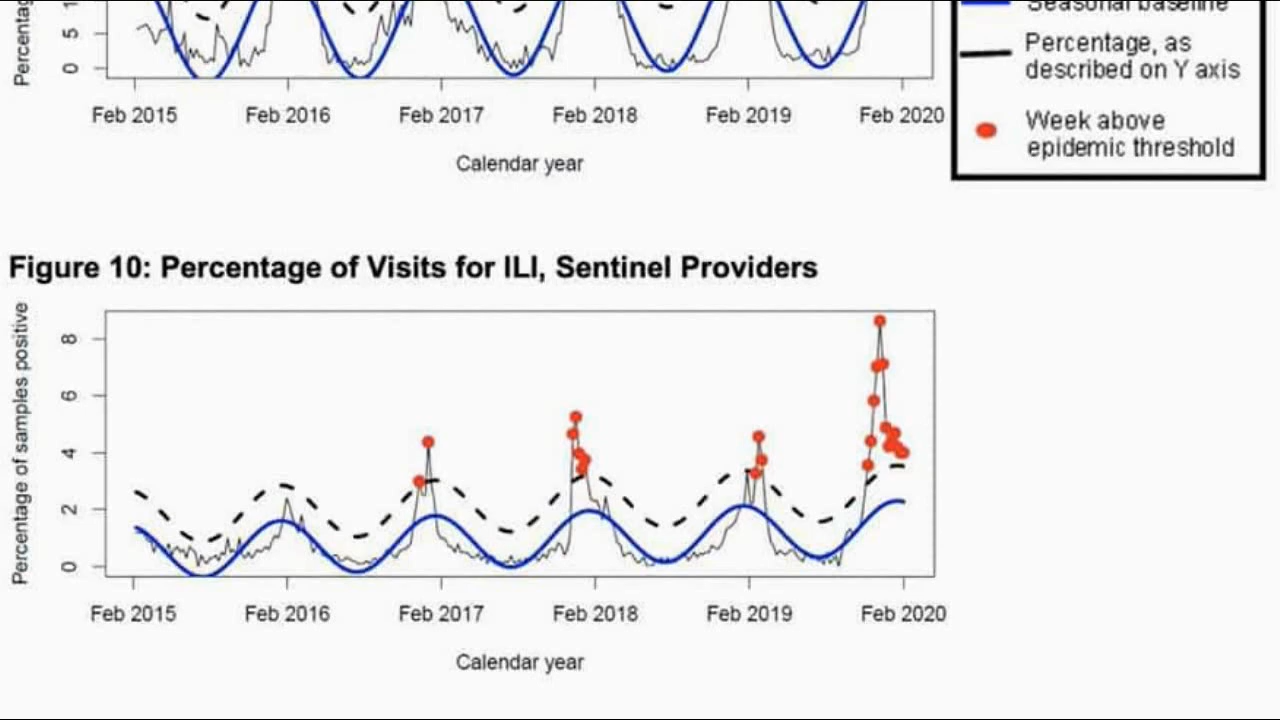 Seasonal baseline
Percentage, as
described on Y axis
Week above
epidemic threshold
5
0
Feb 2015 Feb 2016 Feb 2017 Feb 2018 Feb 2019 Feb 2020
Calendar year
Figure 10: Percentage of Visits for ILI, Sentinel Providers
Percentage of samples positive
8
6
4
2
0
Feb 2015 Feb 2016 Feb 2017 Feb 2018 Feb 2019 Feb 2020
Calendar year